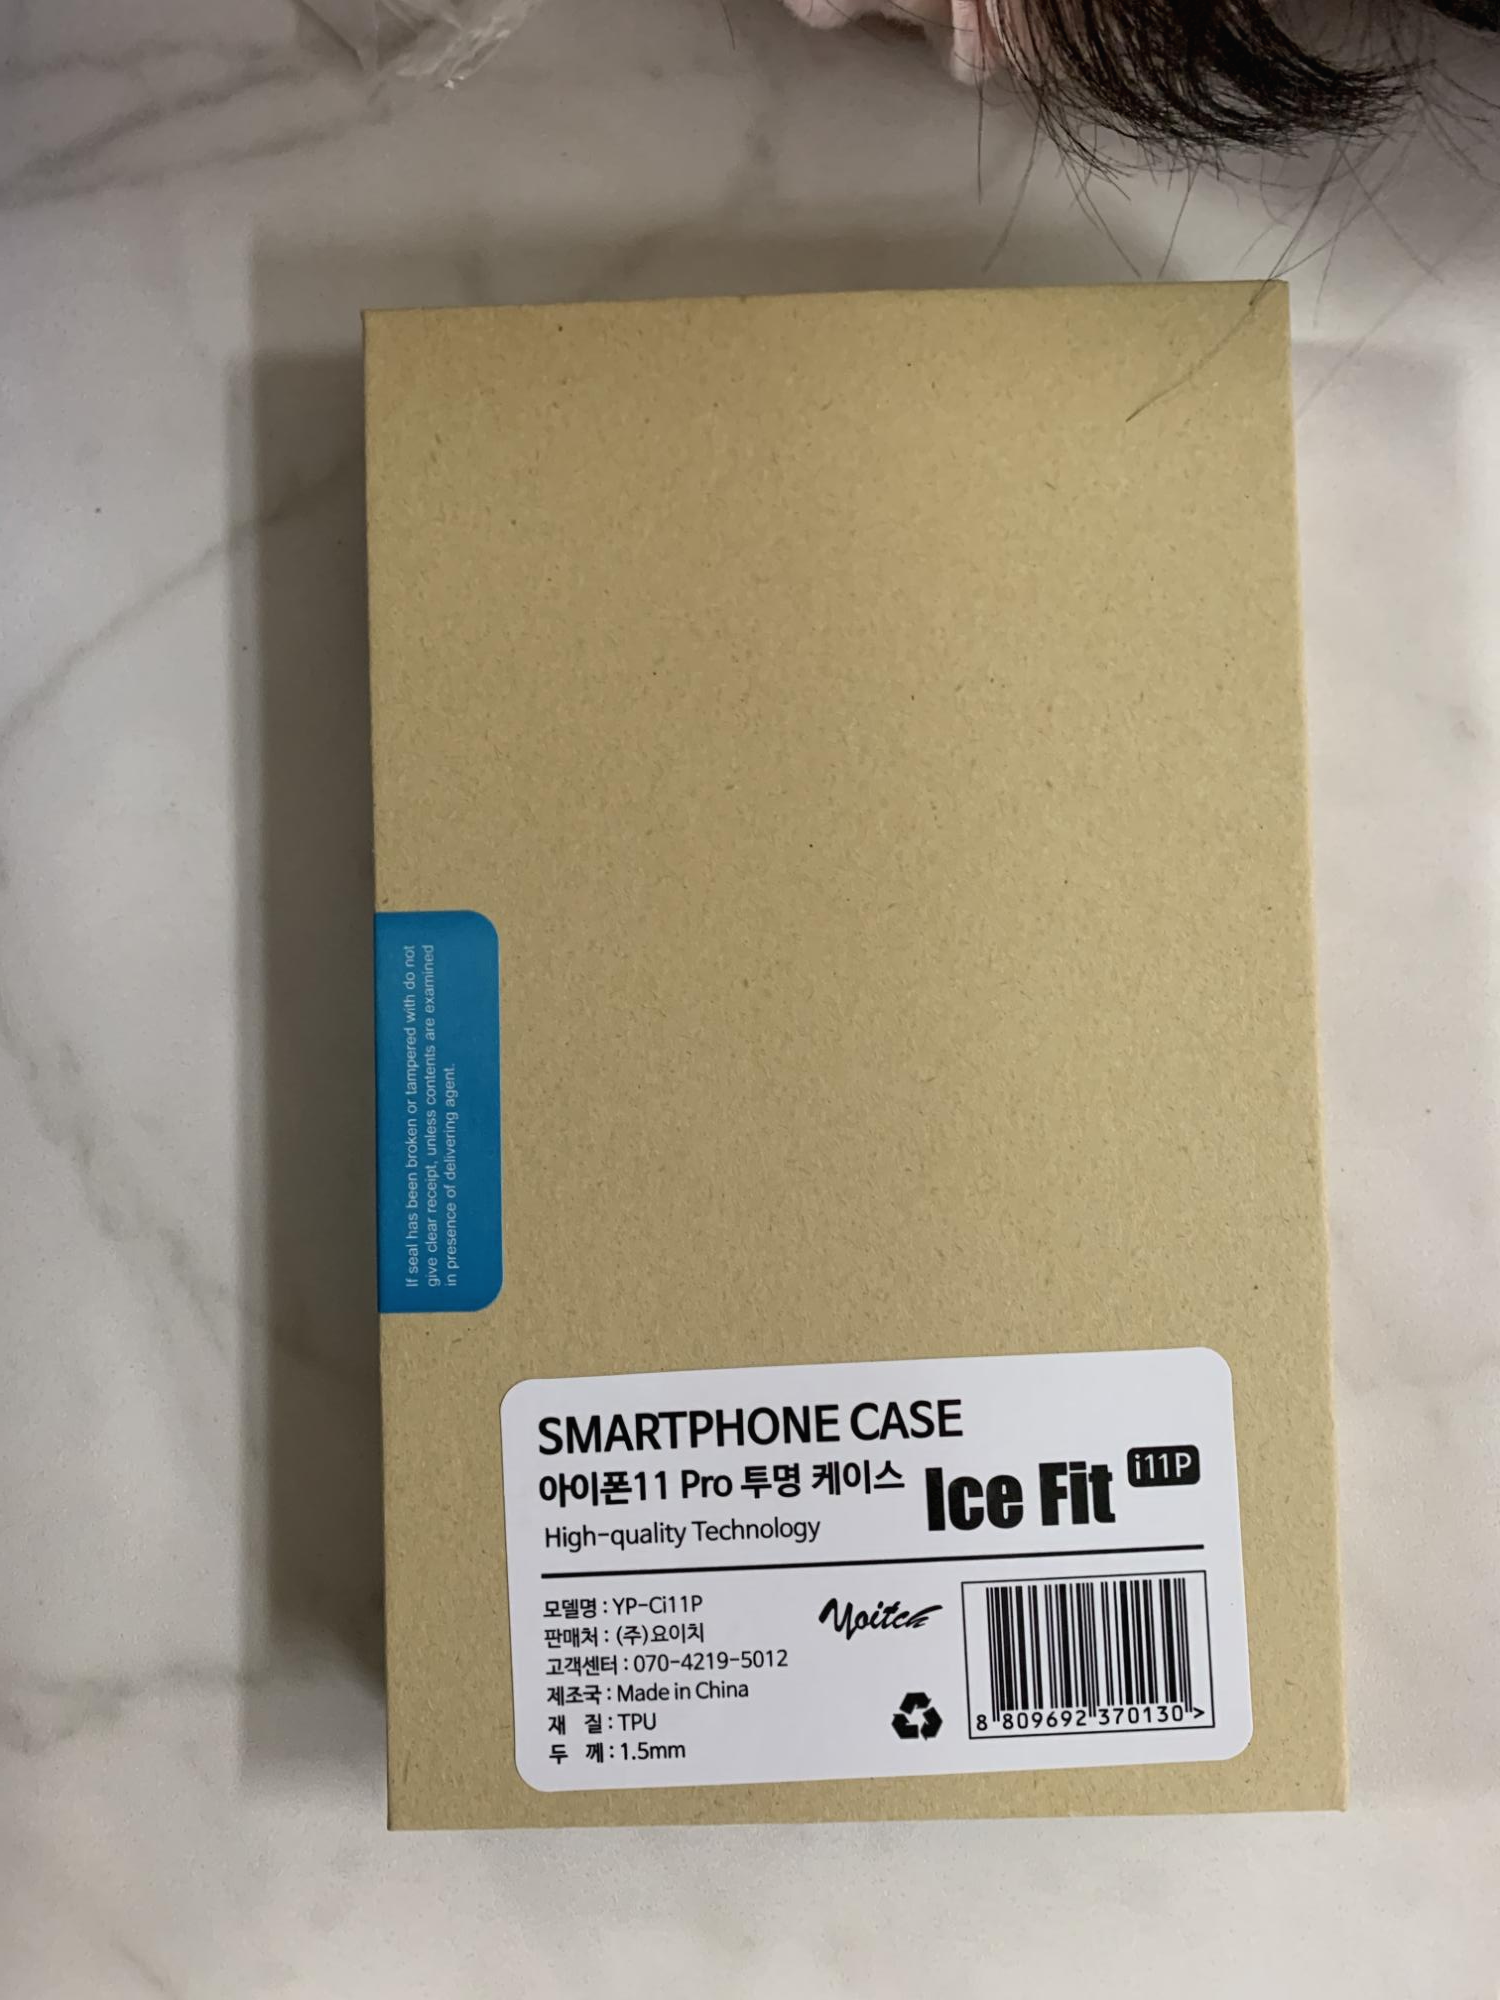 If seal has been broken or tampered with do not
give clear receipt, unless contents are examined
in presence of delivering agent.
SMARTPHONE CASE
아이폰11 Pro 투명 케이스
Ice Fit i11P
High-quality Technology
모델명 : YP-Ci11P
판매처 : (주)요이치
고객센터 : 070-4219-5012
제조국 : Made in China
재 질 : TPU
두 께 : 1.5mm
Yoitch
8 809692 370130 >